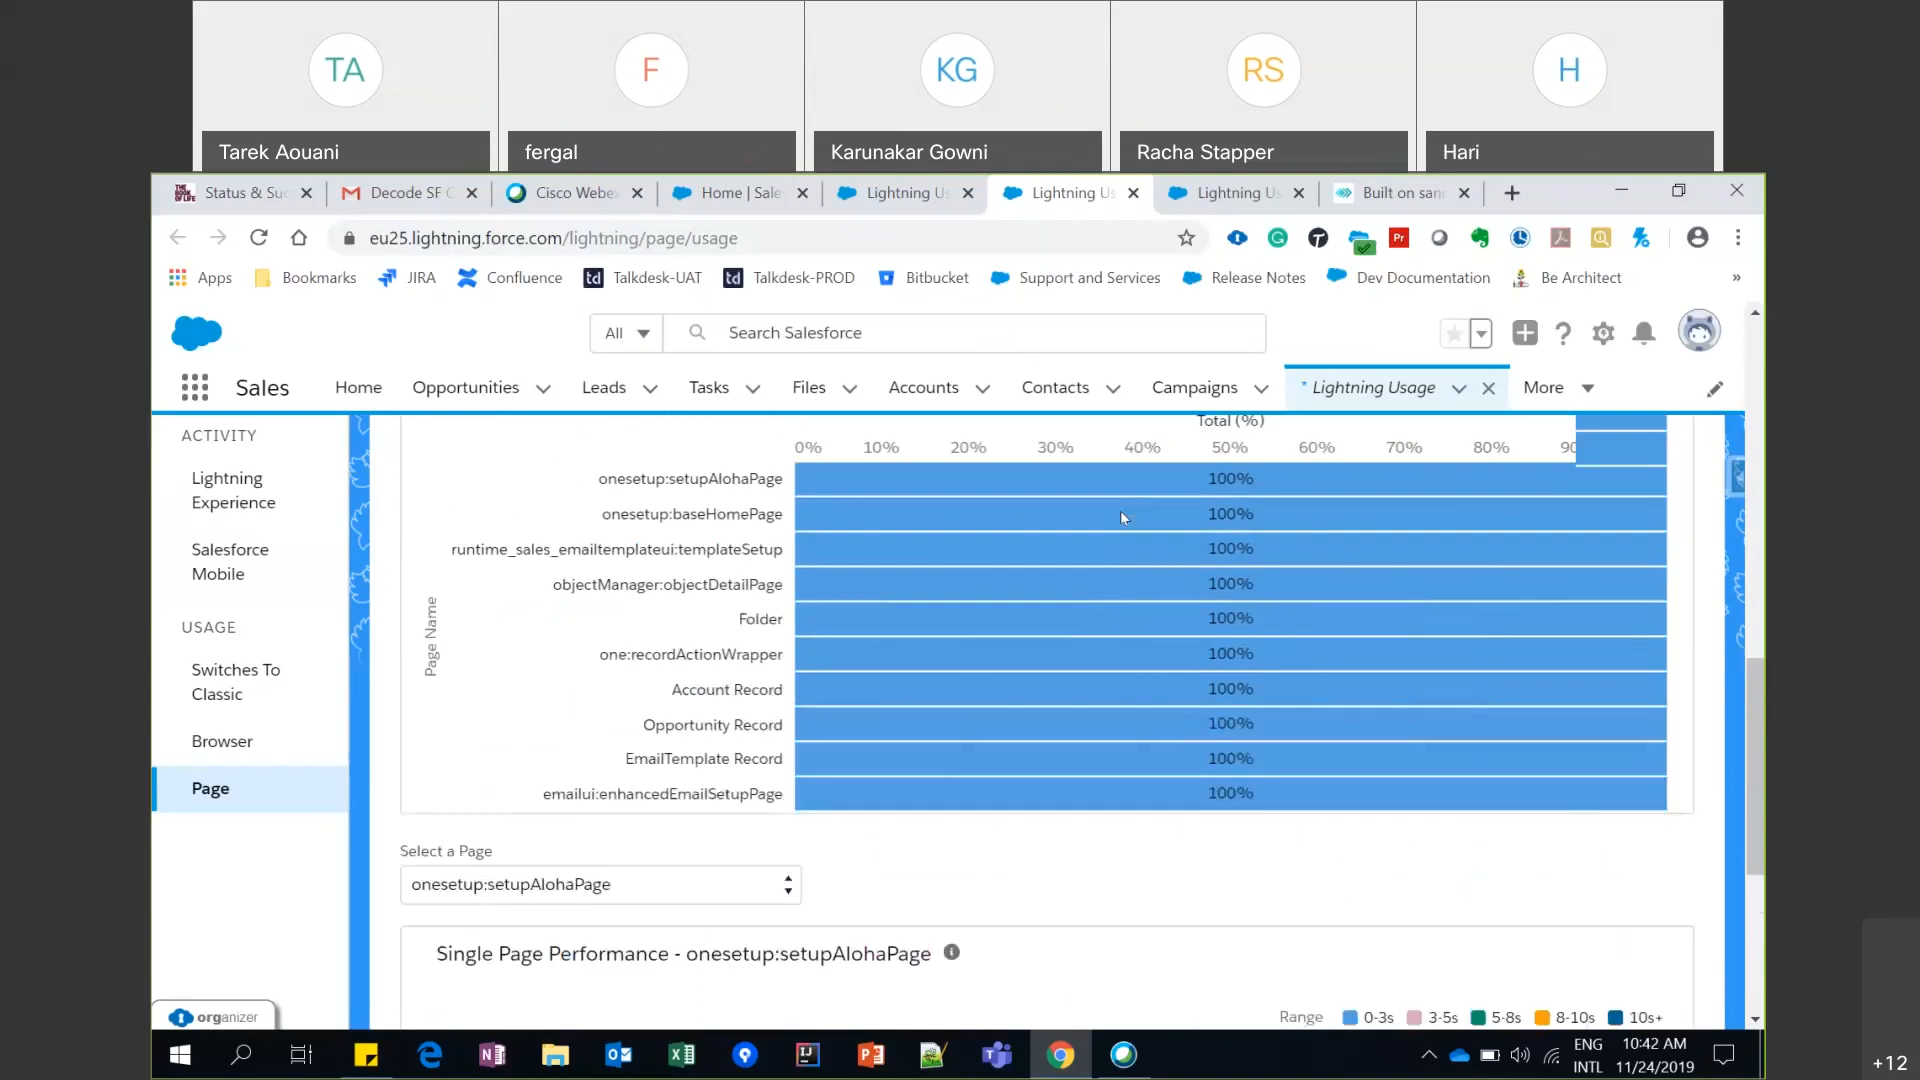 TA
F
KG
RS
H
Tarek Aouani
fergal
Karunakar Gowni
Racha Stapper
Hari
Status & Su
Decode SF
Cisco Webe
Home | Sale
Lightning Us
Lightning Us
Lightning Us
Built on san
eu25.lightning.force.com/lightning/page/usage
Apps
Bookmarks
JIRA
Confluence
td
Talkdesk-UAT
td
Talkdesk-PROD
Bitbucket
Support and Services
Release Notes
Dev Documentation
Be Architect
»
All
Search Salesforce
Sales
Home
Opportunities
Leads
Tasks
Files
Accounts
Contacts
Campaigns
* Lightning Usage
More
ACTIVITY
Lightning
Experience
Salesforce
Mobile
USAGE
Switches To
Classic
Browser
Page
Total (%)
0% 10% 20% 30% 40% 50% 60% 70% 80% 90
Page Name
onesetup:setupAlohaPage 100%
onesetup:baseHomePage 100%
runtime_sales_emailtemplateui:templateSetup 100%
objectManager:objectDetailPage 100%
Folder 100%
one:recordActionWrapper 100%
Account Record 100%
Opportunity Record 100%
EmailTemplate Record 100%
emailui:enhancedEmailSetupPage 100%
Select a Page
onesetup:setupAlohaPage
Single Page Performance - onesetup:setupAlohaPage
Range 0-3s 3-5s 5-8s 8-10s 10s+
organizer
ENG
INTL
10:42 AM
11/24/2019
+12